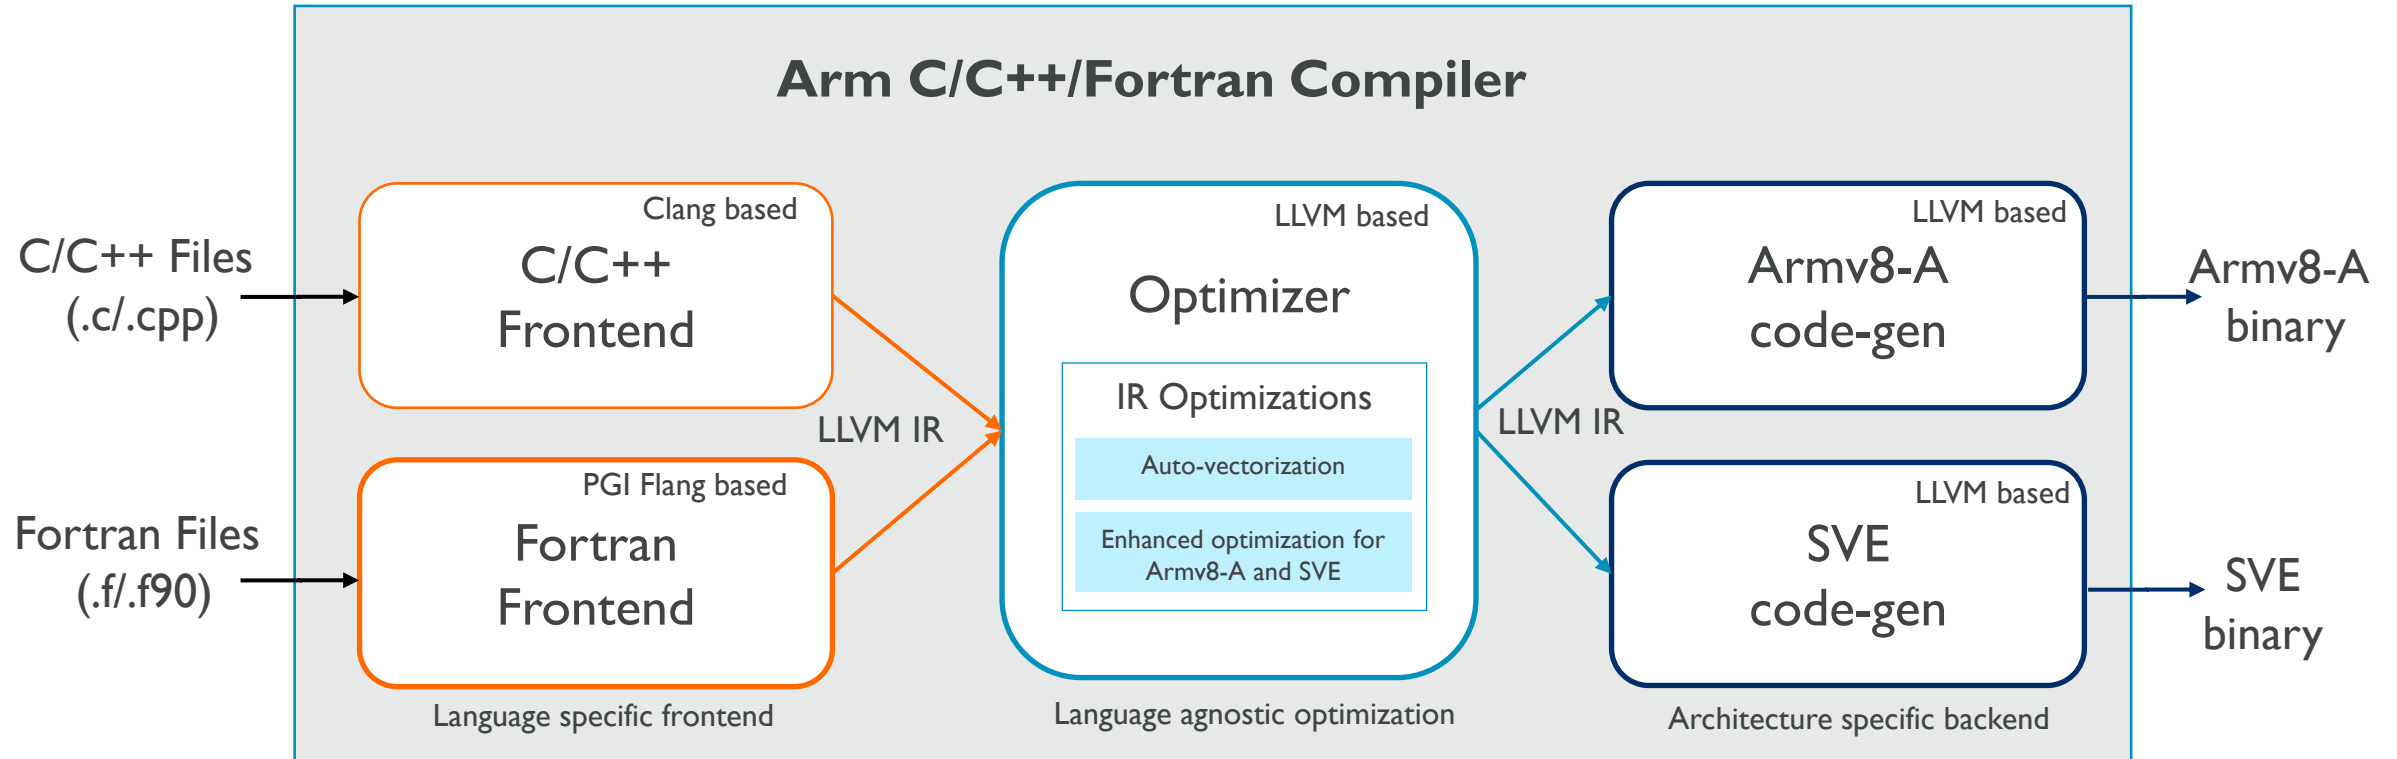 Arm C/C++/Fortran Compiler
C/C++ Files
(.c/.cpp)
Clang based
C/C++
Frontend
Fortran Files
(.f/.f90)
PGI Flang based
Fortran
Frontend
Language specific frontend
LLVM IR
LLVM based
Optimizer
IR Optimizations
Auto-vectorization
Enhanced optimization for
Armv8-A and SVE
Language agnostic optimization
LLVM IR
LLVM based
Armv8-A
code-gen
LLVM based
SVE
code-gen
Architecture specific backend
Armv8-A
binary
SVE
binary